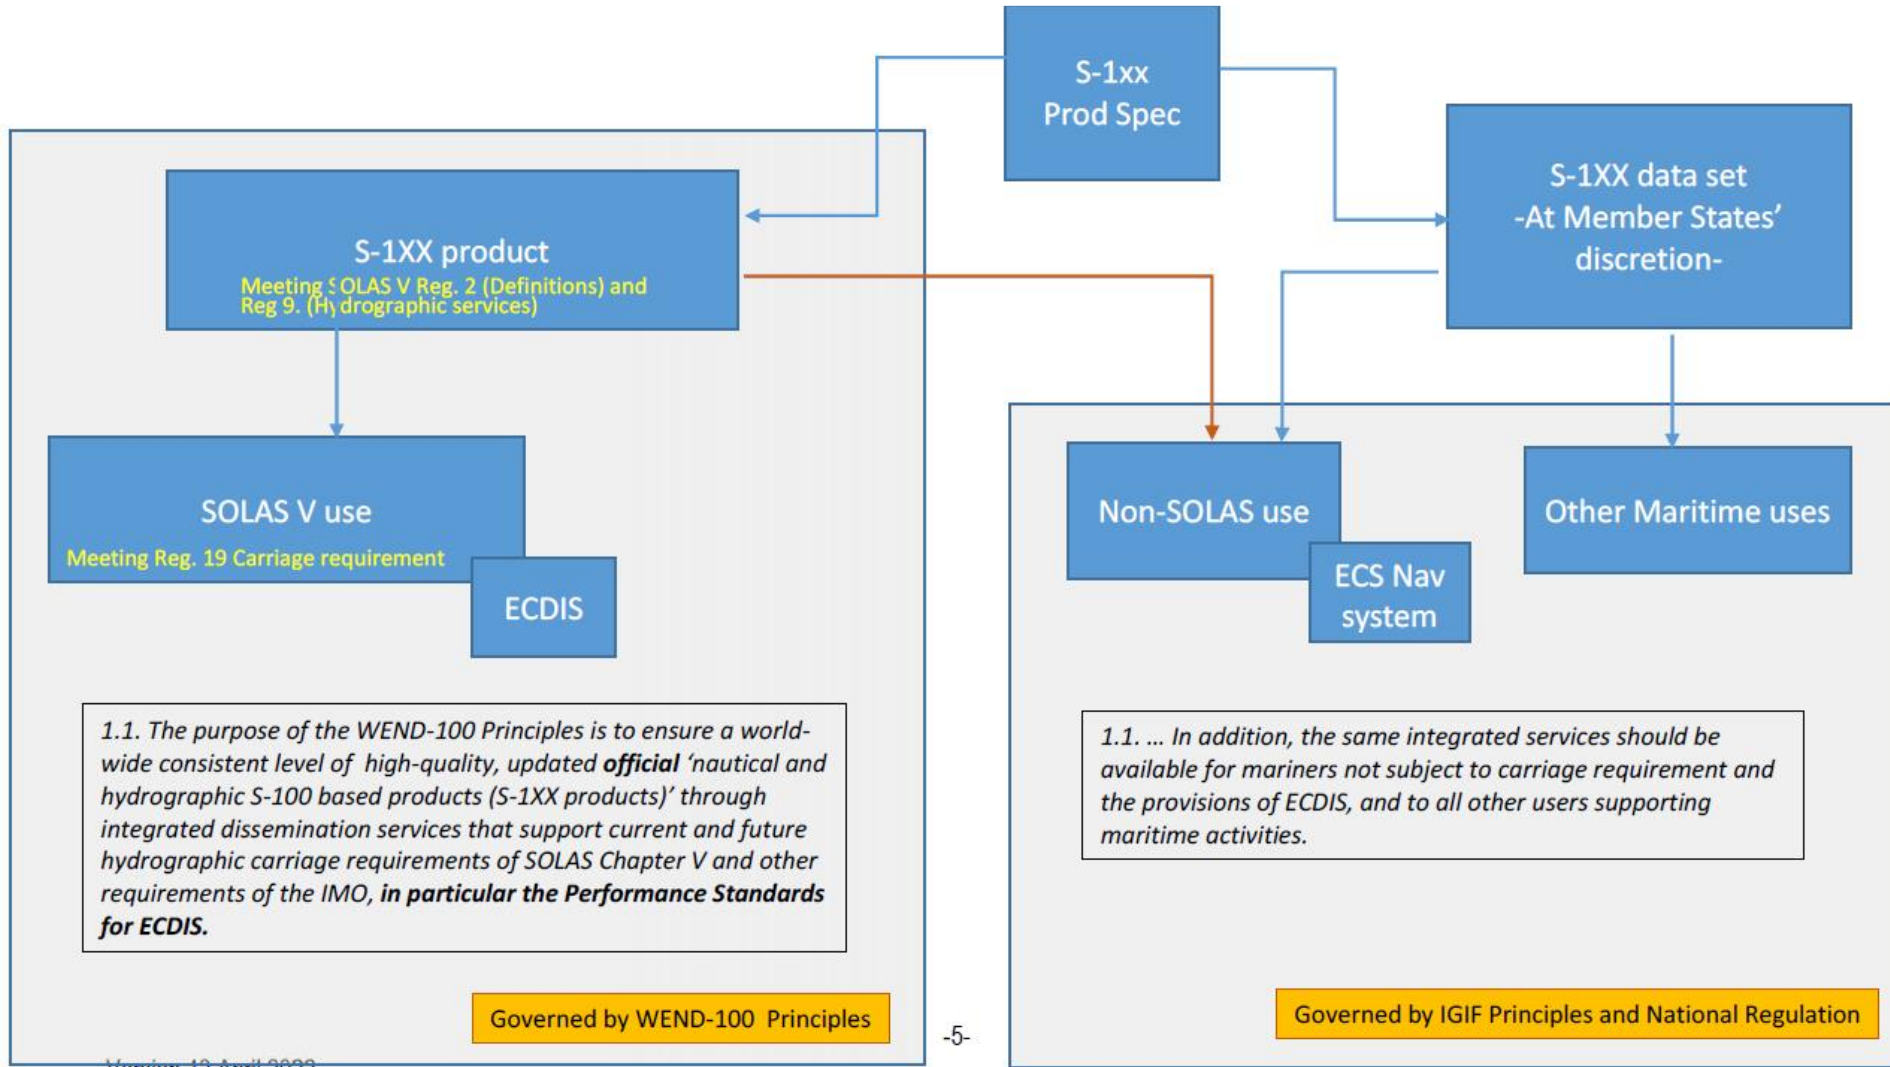 S-1xx
Prod Spec
S-1XX data set
-At Member States'
discretion-
S-1XX product
Meeting SOLAS V Reg. 2 (Definitions) and
Reg 9. (Hydrographic services)
SOLAS V use
Meeting Reg. 19 Carriage requirement
ECDIS
Non-SOLAS use
ECS Nav
system
Other Maritime uses
1.1. The purpose of the WEND-100 Principles is to ensure a world-
wide consistent level of high-quality, updated official ‘nautical and
hydrographic S-100 based products (S-1XX products)’ through
integrated dissemination services that support current and future
hydrographic carriage requirements of SOLAS Chapter V and other
requirements of the IMO, in particular the Performance Standards
for ECDIS.
1.1. ... In addition, the same integrated services should be
available for mariners not subject to carriage requirement and
the provisions of ECDIS, and to all other users supporting
maritime activities.
Governed by WEND-100 Principles
-5-
Governed by IGIF Principles and National Regulation